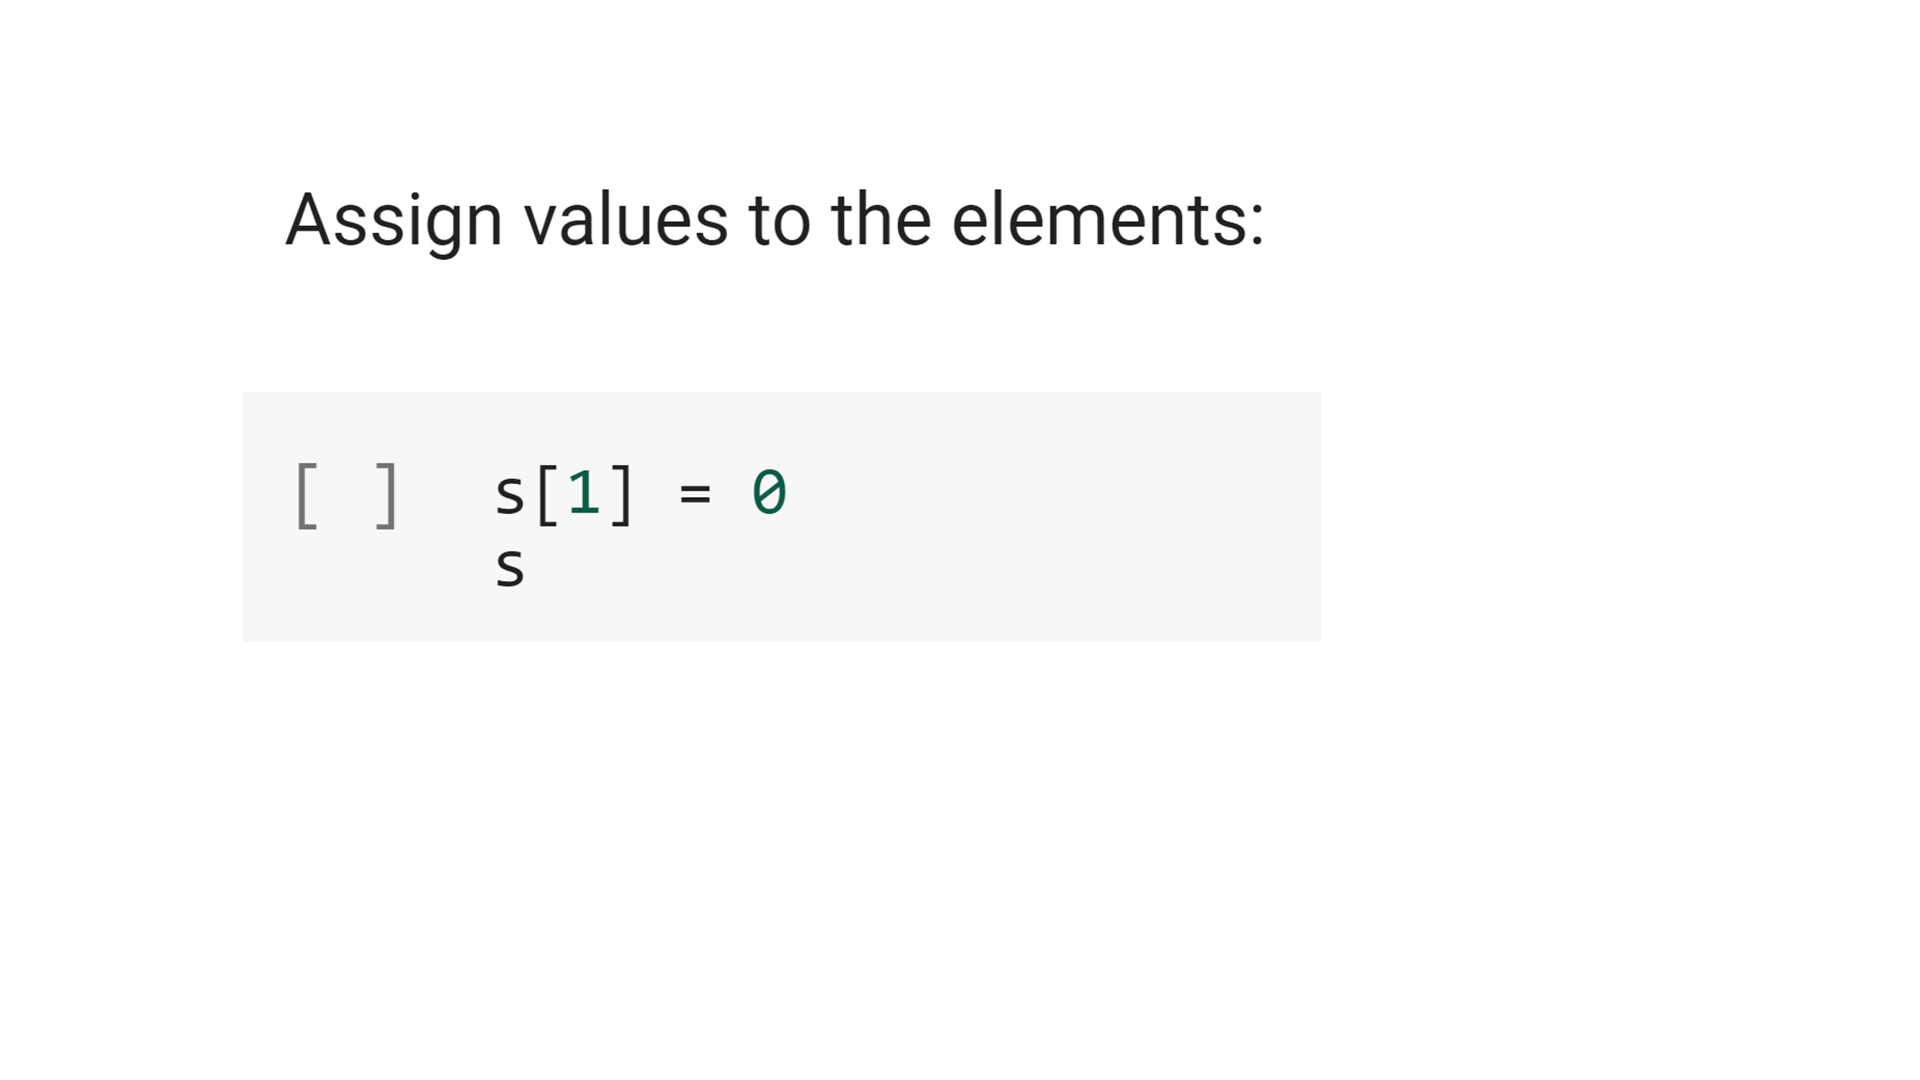 Assign values to the elements:
[ ] s[1] = 0
s